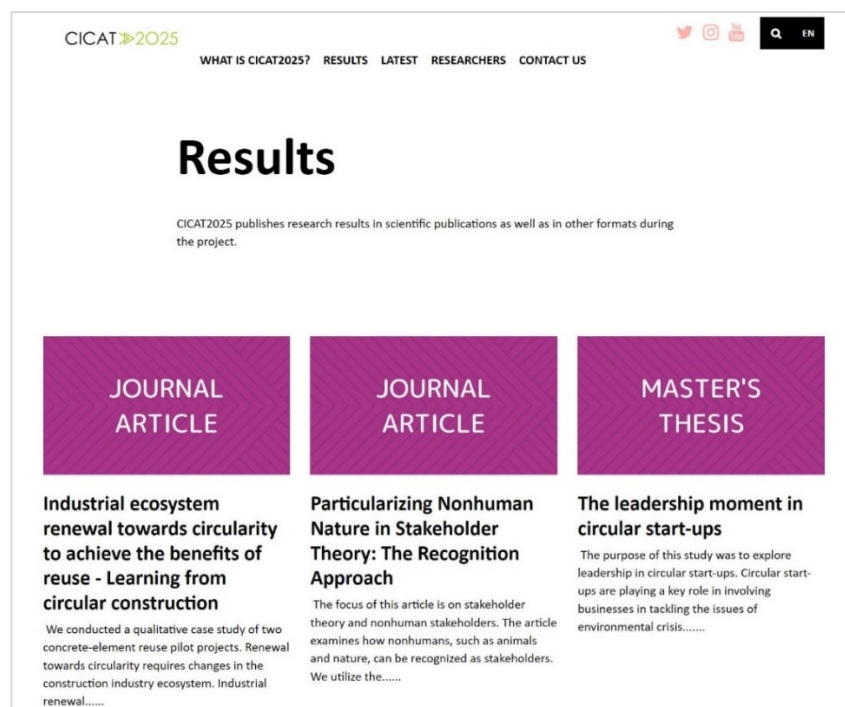 CICAT2025
EN
WHAT IS CICAT2025? RESULTS LATEST RESEARCHERS CONTACT US
Results
CICAT2025 publishes research results in scientific publications as well as in other formats during
the project.
JOURNAL
ARTICLE
Industrial ecosystem
renewal towards circularity
to achieve the benefits of
reuse - Learning from
circular construction
We conducted a qualitative case study of two
concrete-element reuse pilot projects. Renewal
towards circularity requires changes in the
construction industry ecosystem. Industrial
renewal......
JOURNAL
ARTICLE
Particularizing Nonhuman
Nature in Stakeholder
Theory: The Recognition
Approach
The focus of this article is on stakeholder
theory and nonhuman stakeholders. The article
examines how nonhumans, such as animals
and nature, can be recognized as stakeholders.
We utilize the......
MASTER'S
THESIS
The leadership moment in
circular start-ups
The purpose of this study was to explore
leadership in circular start-ups. Circular start-
ups are playing a key role in involving
businesses in tackling the issues of
environmental crisis.......